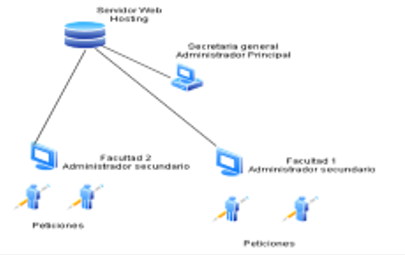 Servidor Web
Hosting
Secretaria general
Administrador Principal
Facultad 2
Administrador secundario
Facultad 1
Administrador secundario
Peticiones
Peticiones